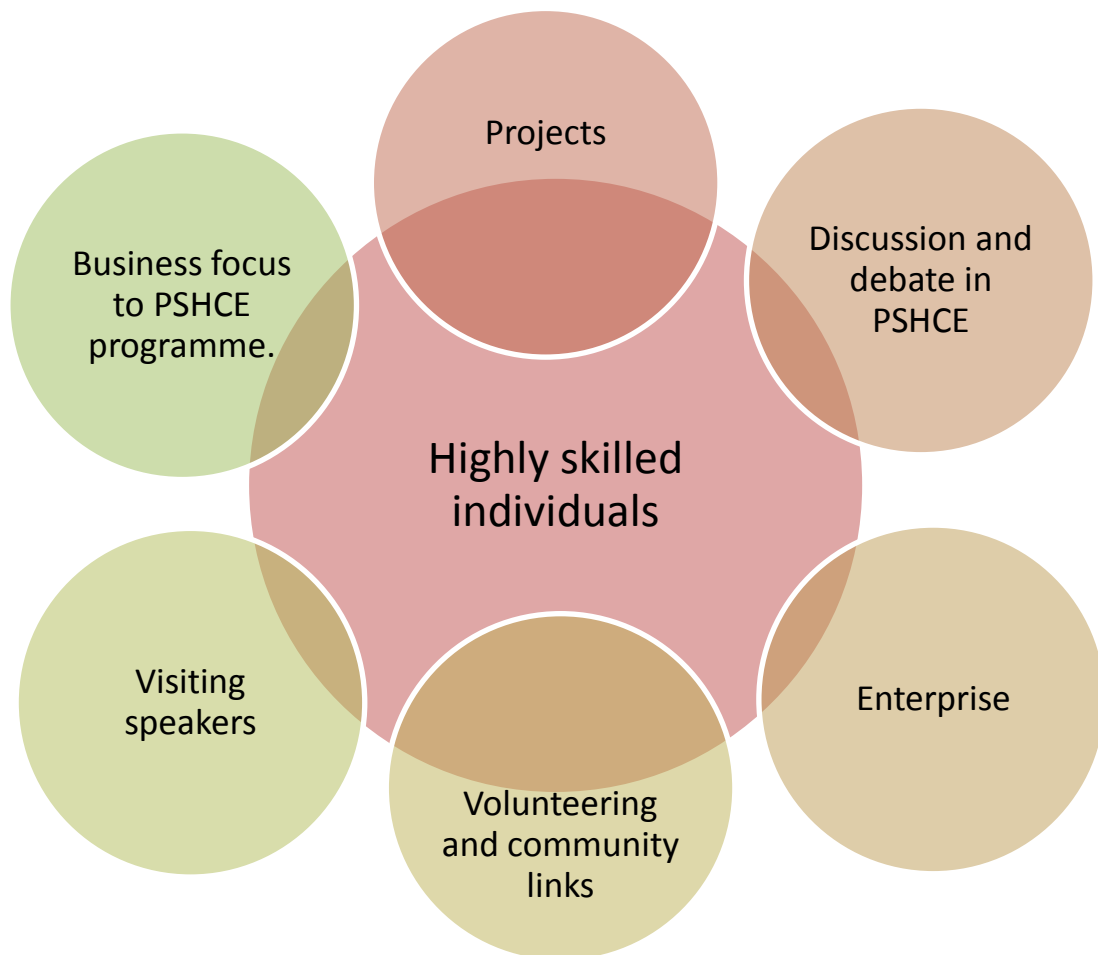 Projects
Discussion and
debate in
PSHCE
Business focus
to PSHCE
programme.
Highly skilled
individuals
Visiting
speakers
Enterprise
Volunteering
and community
links